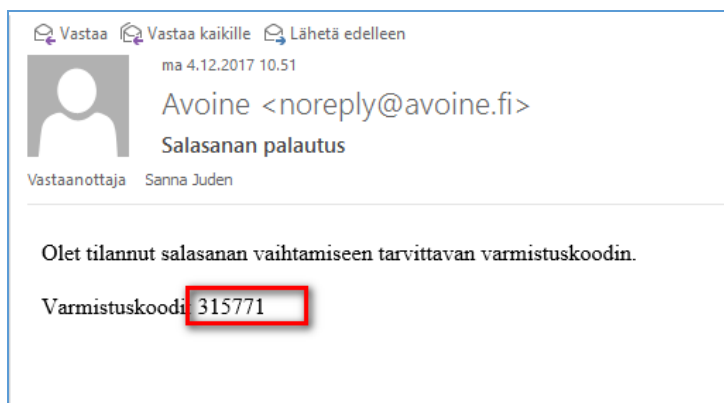 Vastaa Vastaa kaikille Lähetä edelleen
ma 4.12.2017 10.51
Avoine <noreply@avoine.fi>
Salasanan palautus
Vastaanottaja Sanna Juden
Olet tilannut salasanan vaihtamiseen tarvittavan varmistuskoodin.
Varmistuskoodi: 315771